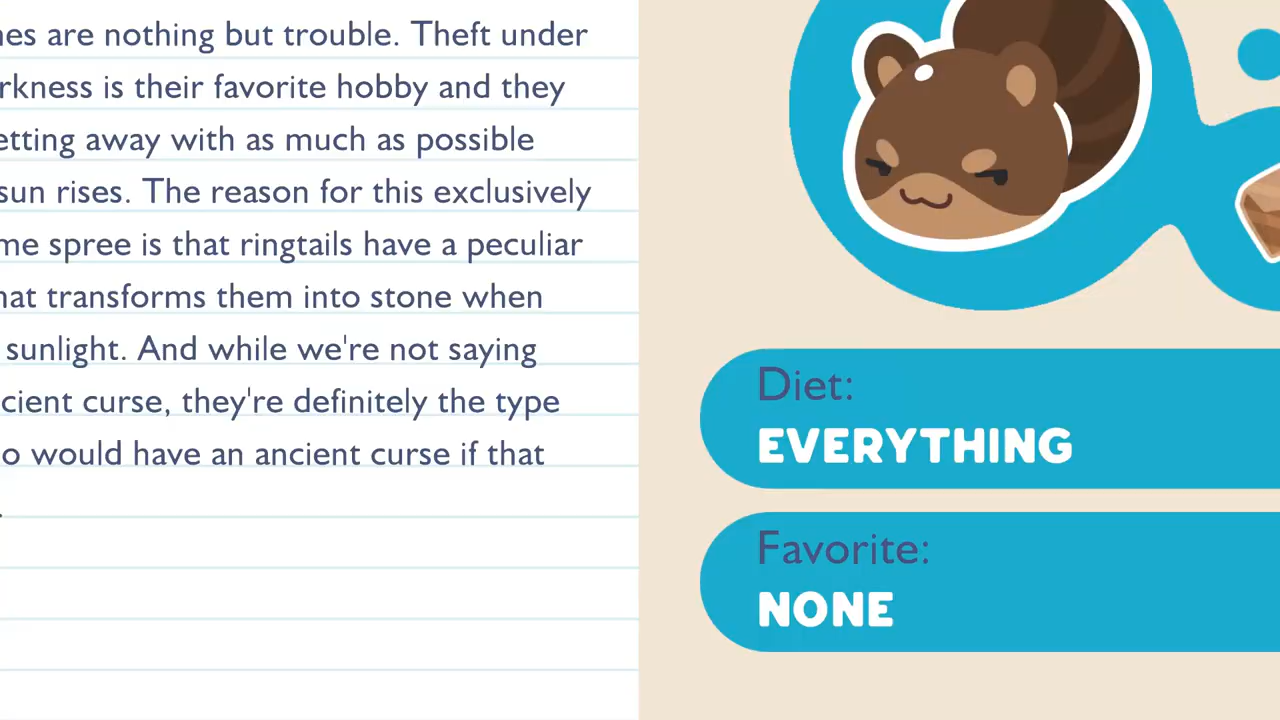 nes are nothing but trouble. Theft under
rkness is their favorite hobby and they
etting away with as much as possible
sun rises. The reason for this exclusively
me spree is that ringtails have a peculiar
hat transforms them into stone when
sunlight. And while we're not saying
cient curse, they're definitely the type
o would have an ancient curse if that
.
Diet:
EVERYTHING
Favorite:
NONE